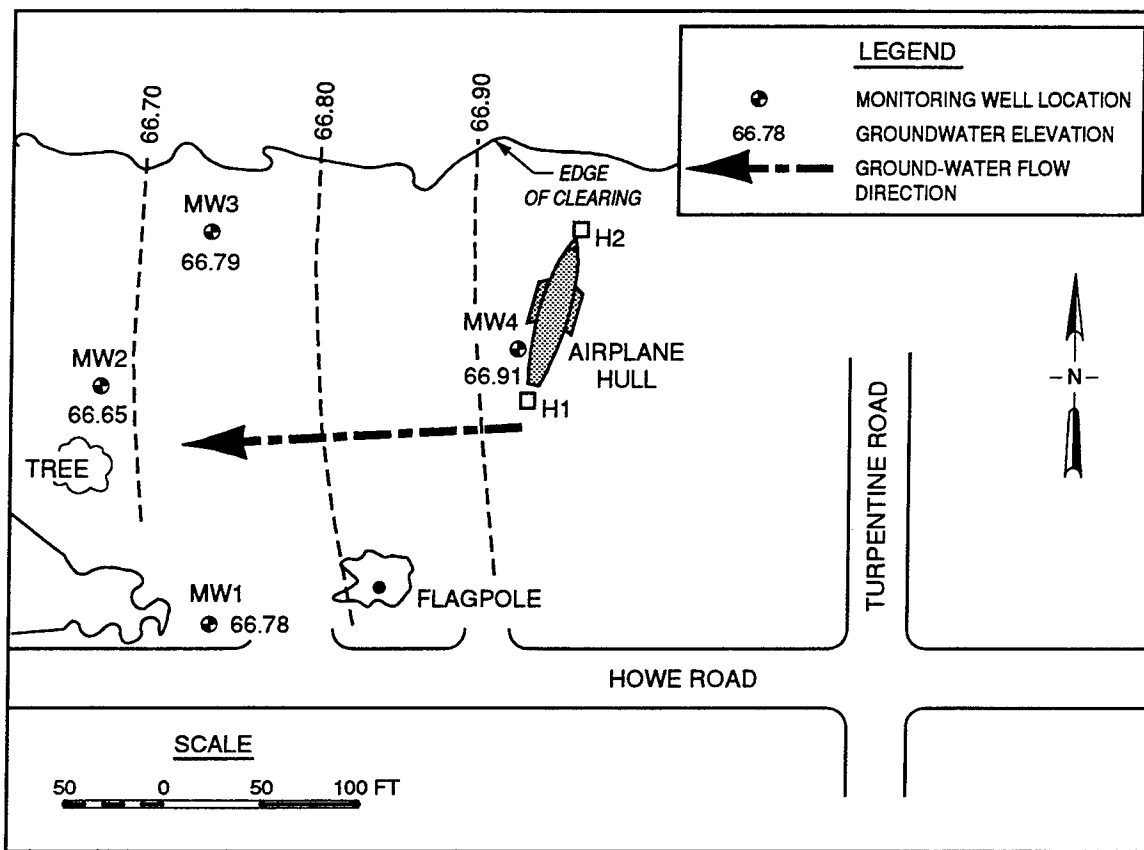 LEGEND
MONITORING WELL LOCATION
66.78 GROUNDWATER ELEVATION
GROUND-WATER FLOW
DIRECTION
66.70
66.80
66.90
EDGE
OF CLEARING
MW3
66.79
H2
MW4
66.91
AIRPLANE
HULL
H1
MW2
66.65
TREE
-N-
TURPENTINE ROAD
MW1
66.78
FLAGPOLE
HOWE ROAD
SCALE
50 0 50 100 FT